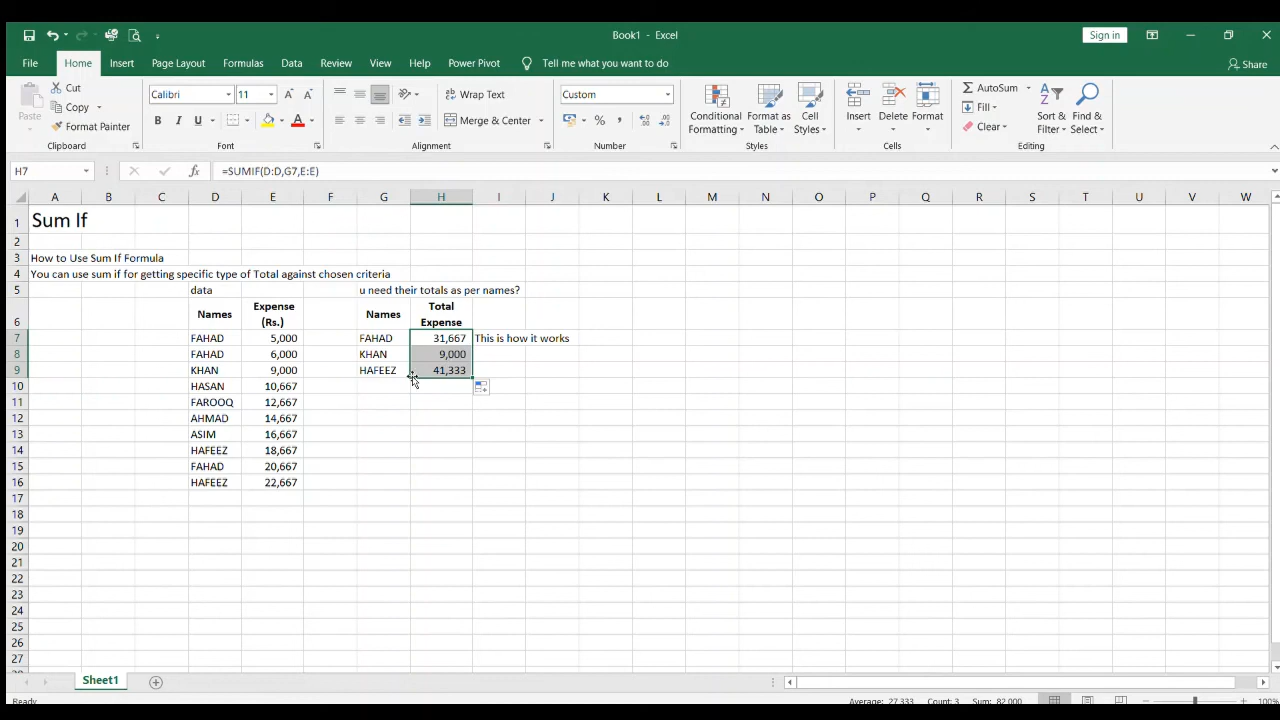 Book1 - Excel
Sign in
File Home Insert Page Layout Formulas Data Review View Help Power Pivot Tell me what you want to do Share
Paste
Cut
Copy
Format Painter
Clipboard
Calibri 11
B I U
Font
Wrap Text
Merge & Center
Alignment
Custom
% ,
Number
Conditional Formatting
Format as Table
Cell Styles
Styles
Insert
Delete
Format
Cells
AutoSum
Fill
Clear
Sort & Filter
Find & Select
Editing
H7 fx =SUMIF(D:D,G7,E:E)
A B C D E F G H I J K L M N O P Q R S T U V W
1 Sum If
2
3 How to Use Sum If Formula
4 You can use sum if for getting specific type of Total against chosen criteria
5 data u need their totals as per names?
6 Names Expense (Rs.) Names Total Expense
7 FAHAD 5,000 FAHAD 31,667 This is how it works
8 FAHAD 6,000 KHAN 9,000
9 KHAN 9,000 HAFEEZ 41,333
10 HASAN 10,667
11 FAROOQ 12,667
12 AHMAD 14,667
13 ASIM 16,667
14 HAFEEZ 18,667
15 FAHAD 20,667
16 HAFEEZ 22,667
17
18
19
20
21
22
23
24
25
26
27
28
Sheet1
Ready Average: 27,333 Count: 3 Sum: 82,000 100%